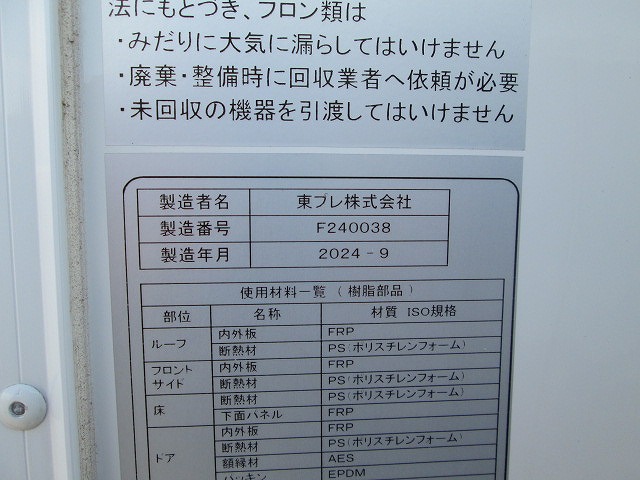 法にもとづき、フロン類は
・みだりに大気に漏らしてはいけません
・廃棄・整備時に回収業者へ依頼が必要
・未回収の機器を引渡してはいけません
製造者名 東プレ株式会社
製造番号 F240038
製造年月 2024-9
使用材料一覧（樹脂部品）
部位 名称 材質 ISO規格
ルーフ 内外板 FRP
断熱材 PS(ポリスチレンフォーム)
フロントサイド 内外板 FRP
断熱材 PS(ポリスチレンフォーム)
床 断熱材 PS(ポリスチレンフォーム)
下面パネル FRP
ドア 内外板 FRP
断熱材 PS(ポリスチレンフォーム)
額縁材 AES
パッキン EPDM